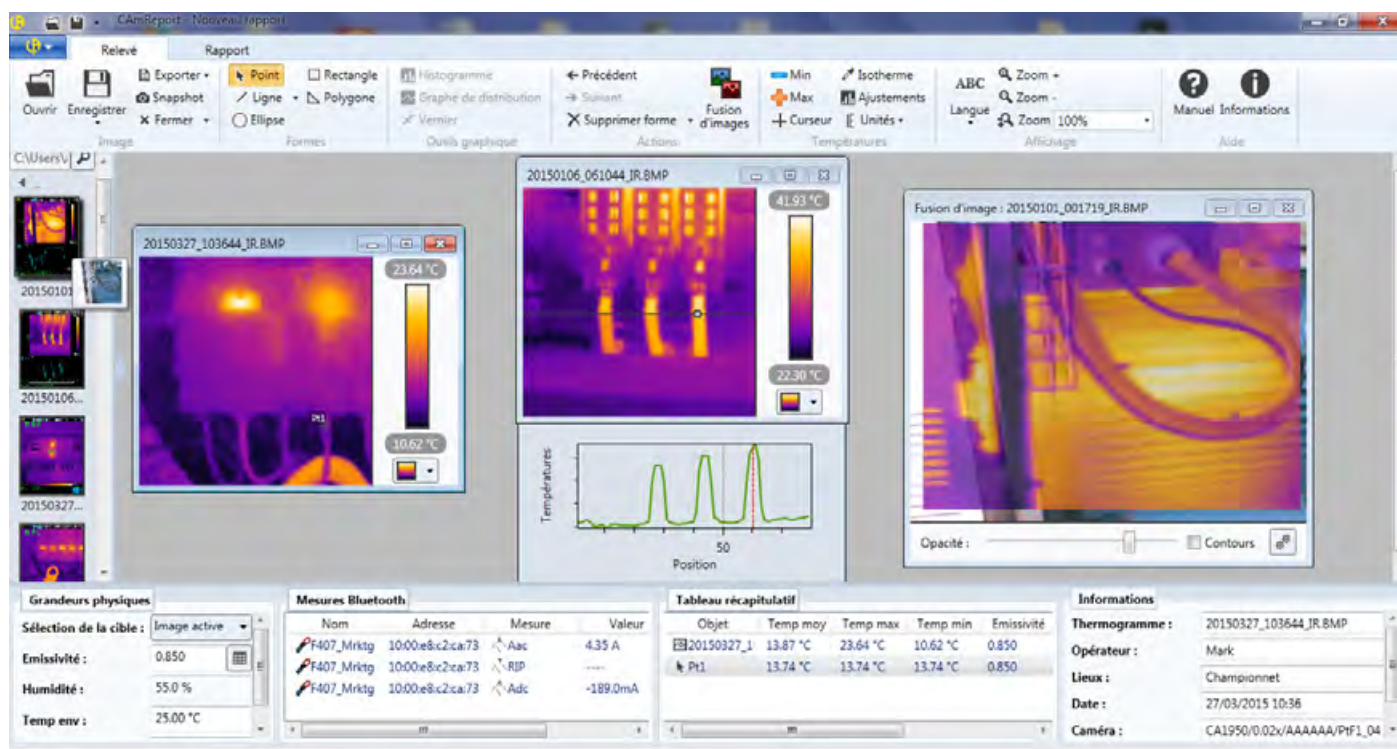 CAmReport - Nouveau rapport
Relevé Rapport
Ouvrir Enregistrer Exporter Snapshot Fermer
Image
Point Ligne Ellipse Rectangle Polygone
Formes
Histogramme Graphe de distribution Vernier
Outils graphique
Précédent Suivant Supprimer forme Fusion d'images
Actions
Min Max Curseur Isotherme Ajustements Unités
Températures
ABC Langue Zoom + Zoom - Zoom 100%
Affichage
Manuel Informations
Aide
C:\Users\
20150101
20150106...
20150327...
20150327_103644_IR.BMP
23.64 °C
Pt1
10.62 °C
20150106_061044_IR.BMP
41.93 °C
22.30 °C
Températures
50
Position
Fusion d'image : 20150101_001719_IR.BMP
Opacité :
Contours
Grandeurs physiques
Sélection de la cible : Image active
Emissivité : 0.850
Humidité : 55.0 %
Temp env : 25.00 °C
Mesures Bluetooth
Nom Adresse Mesure Valeur
F407_Mrktg 10:00:e8:c2:ca:73 Aac 4.35 A
F407_Mrktg 10:00:e8:c2:ca:73 RIP ----
F407_Mrktg 10:00:e8:c2:ca:73 Adc -189.0mA
Tableau récapitulatif
Objet Temp moy Temp max Temp min Emissivité
20150327_1 13.87 °C 23.64 °C 10.62 °C 0.850
Pt1 13.74 °C 13.74 °C 13.74 °C 0.850
Informations
Thermogramme : 20150327_103644_IR.BMP
Opérateur : Mark
Lieux : Championnet
Date : 27/03/2015 10:36
Caméra : CA1950/0.02x/AAAAAA/PtF1_04